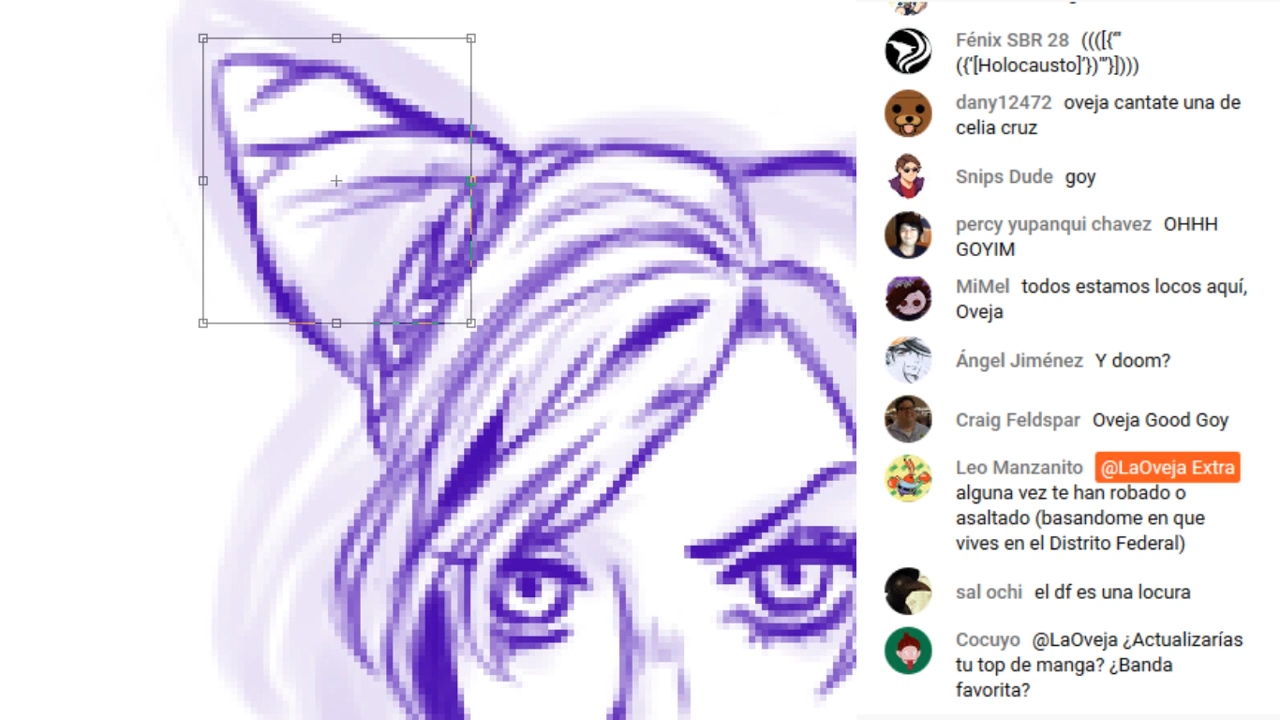 Fénix SBR 28 ((([{"'
({'[Holocausto]'})'"}])))
dany12472 oveja cantate una de
celia cruz
Snips Dude goy
percy yupanqui chavez OHHH
GOYIM
MiMel todos estamos locos aquí,
Oveja
Ángel Jiménez Y doom?
Craig Feldspar Oveja Good Goy
Leo Manzanito @LaOveja Extra
alguna vez te han robado o
asaltado (basandome en que
vives en el Distrito Federal)
sal ochi el df es una locura
Cocuyo @LaOveja ¿Actualizarías
tu top de manga? ¿Banda
favorita?